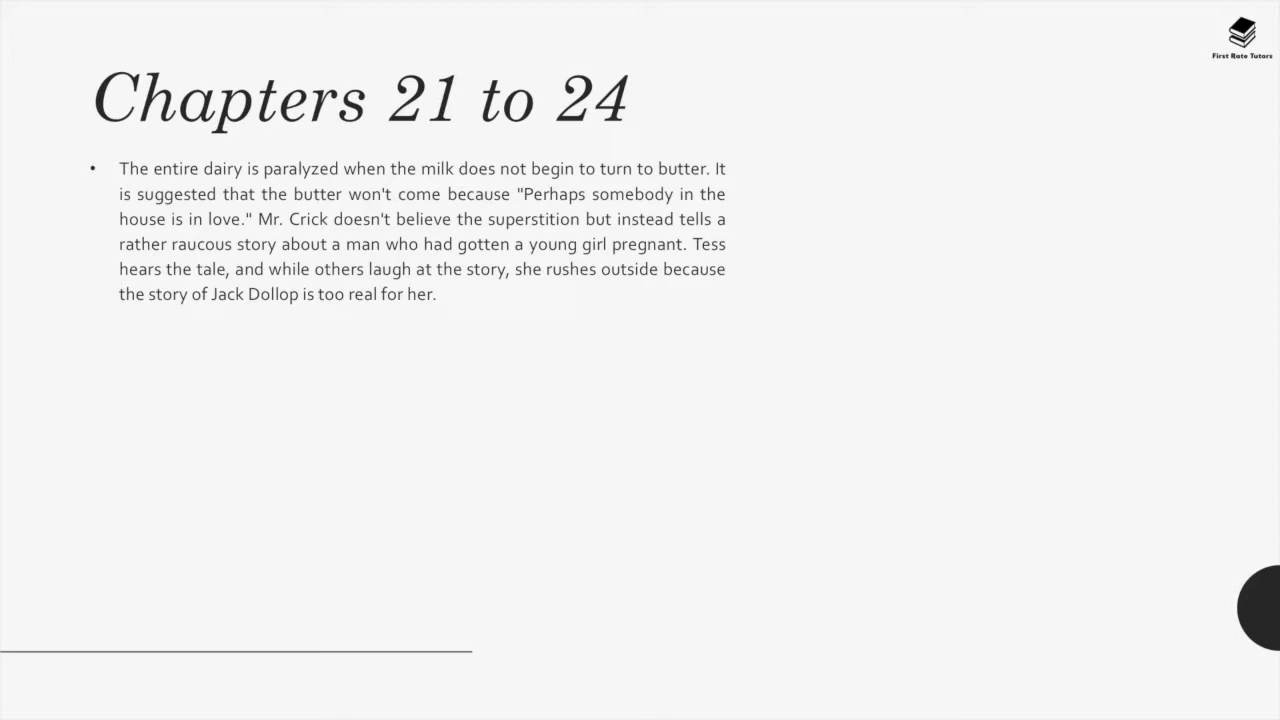 First Rate Tutors
Chapters 21 to 24
• The entire dairy is paralyzed when the milk does not begin to turn to butter. It
is suggested that the butter won't come because "Perhaps somebody in the
house is in love." Mr. Crick doesn't believe the superstition but instead tells a
rather raucous story about a man who had gotten a young girl pregnant. Tess
hears the tale, and while others laugh at the story, she rushes outside because
the story of Jack Dollop is too real for her.